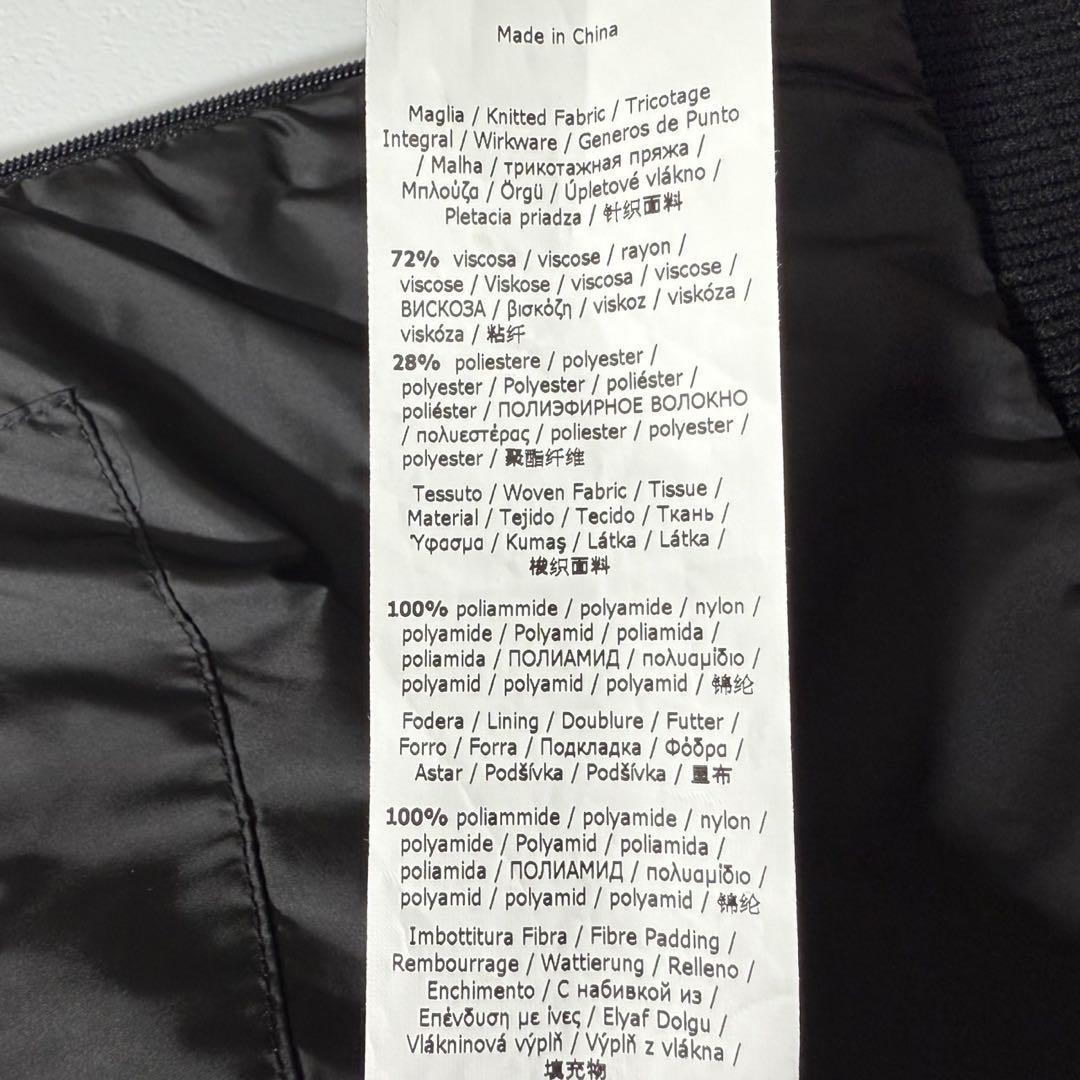 Made in China
Maglia / Knitted Fabric / Tricotage
Integral / Wirkware / Generos de Punto
/ Malha / трикотажная пряжа /
Μπλούζα / Örgü / Úpletové vlákno /
Pletacia priadza / 针织面料
72% viscosa / viscose / rayon /
viscose / Viskose / viscosa / viscose /
ВИСКОЗА / βισκόζη / viskoz / viskóza /
viskóza / 粘纤
28% poliestere / polyester /
polyester / Polyester / poliéster /
poliéster / ПОЛИЭФИРНОЕ ВОЛОКНО
/ πολυεστέρας / poliester / polyester /
polyester / 聚酯纤维
Tessuto / Woven Fabric / Tissue /
Material / Tejido / Tecido / Ткань /
Ύφασμα / Kumaş / Látka / Látka /
梭织面料
100% poliammide / polyamide / nylon /
polyamide / Polyamid / poliamida /
poliamida / ПОЛИАМИД / πολυαμίδιο /
polyamid / polyamid / polyamid / 锦纶
Fodera / Lining / Doublure / Futter /
Forro / Forra / Подкладка / Φόδρα /
Astar / Podšívka / Podšívka / 里布
100% poliammide / polyamide / nylon /
polyamide / Polyamid / poliamida /
poliamida / ПОЛИАМИД / πολυαμίδιο /
polyamid / polyamid / polyamid / 锦纶
Imbottitura Fibra / Fibre Padding /
Rembourrage / Wattierung / Relleno /
Enchimento / С набивкой из /
Επένδυση με ίνες / Elyaf Dolgu /
Vlákninová výplň / Výplň z vlákna /
填充物